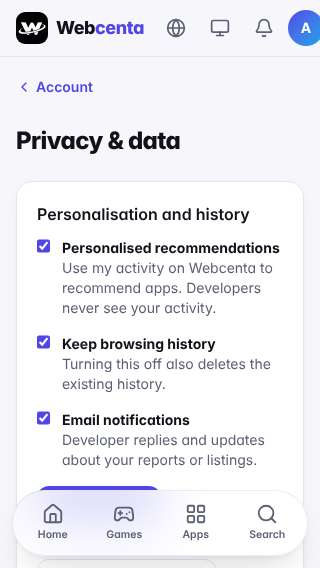 Webcenta
A
Account
Privacy & data
Personalisation and history
Personalised recommendations
Use my activity on Webcenta to
recommend apps. Developers
never see your activity.
Keep browsing history
Turning this off also deletes the
existing history.
Email notifications
Developer replies and updates
about your reports or listings.
Home
Games
Apps
Search